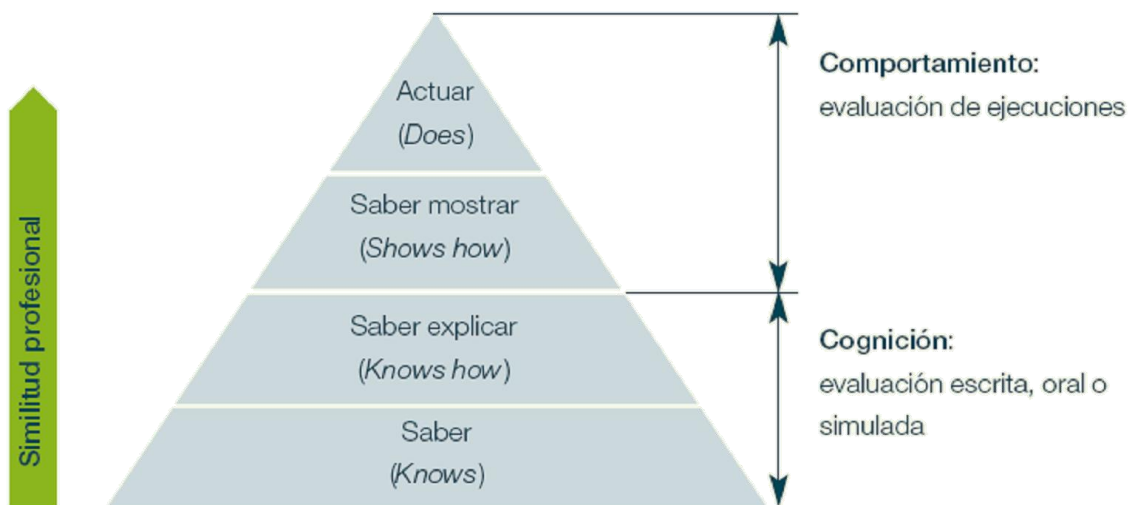 Similitud profesional
Actuar
(Does)
Saber mostrar
(Shows how)
Saber explicar
(Knows how)
Saber
(Knows)
Comportamiento:
evaluación de ejecuciones
Cognición:
evaluación escrita, oral o
simulada